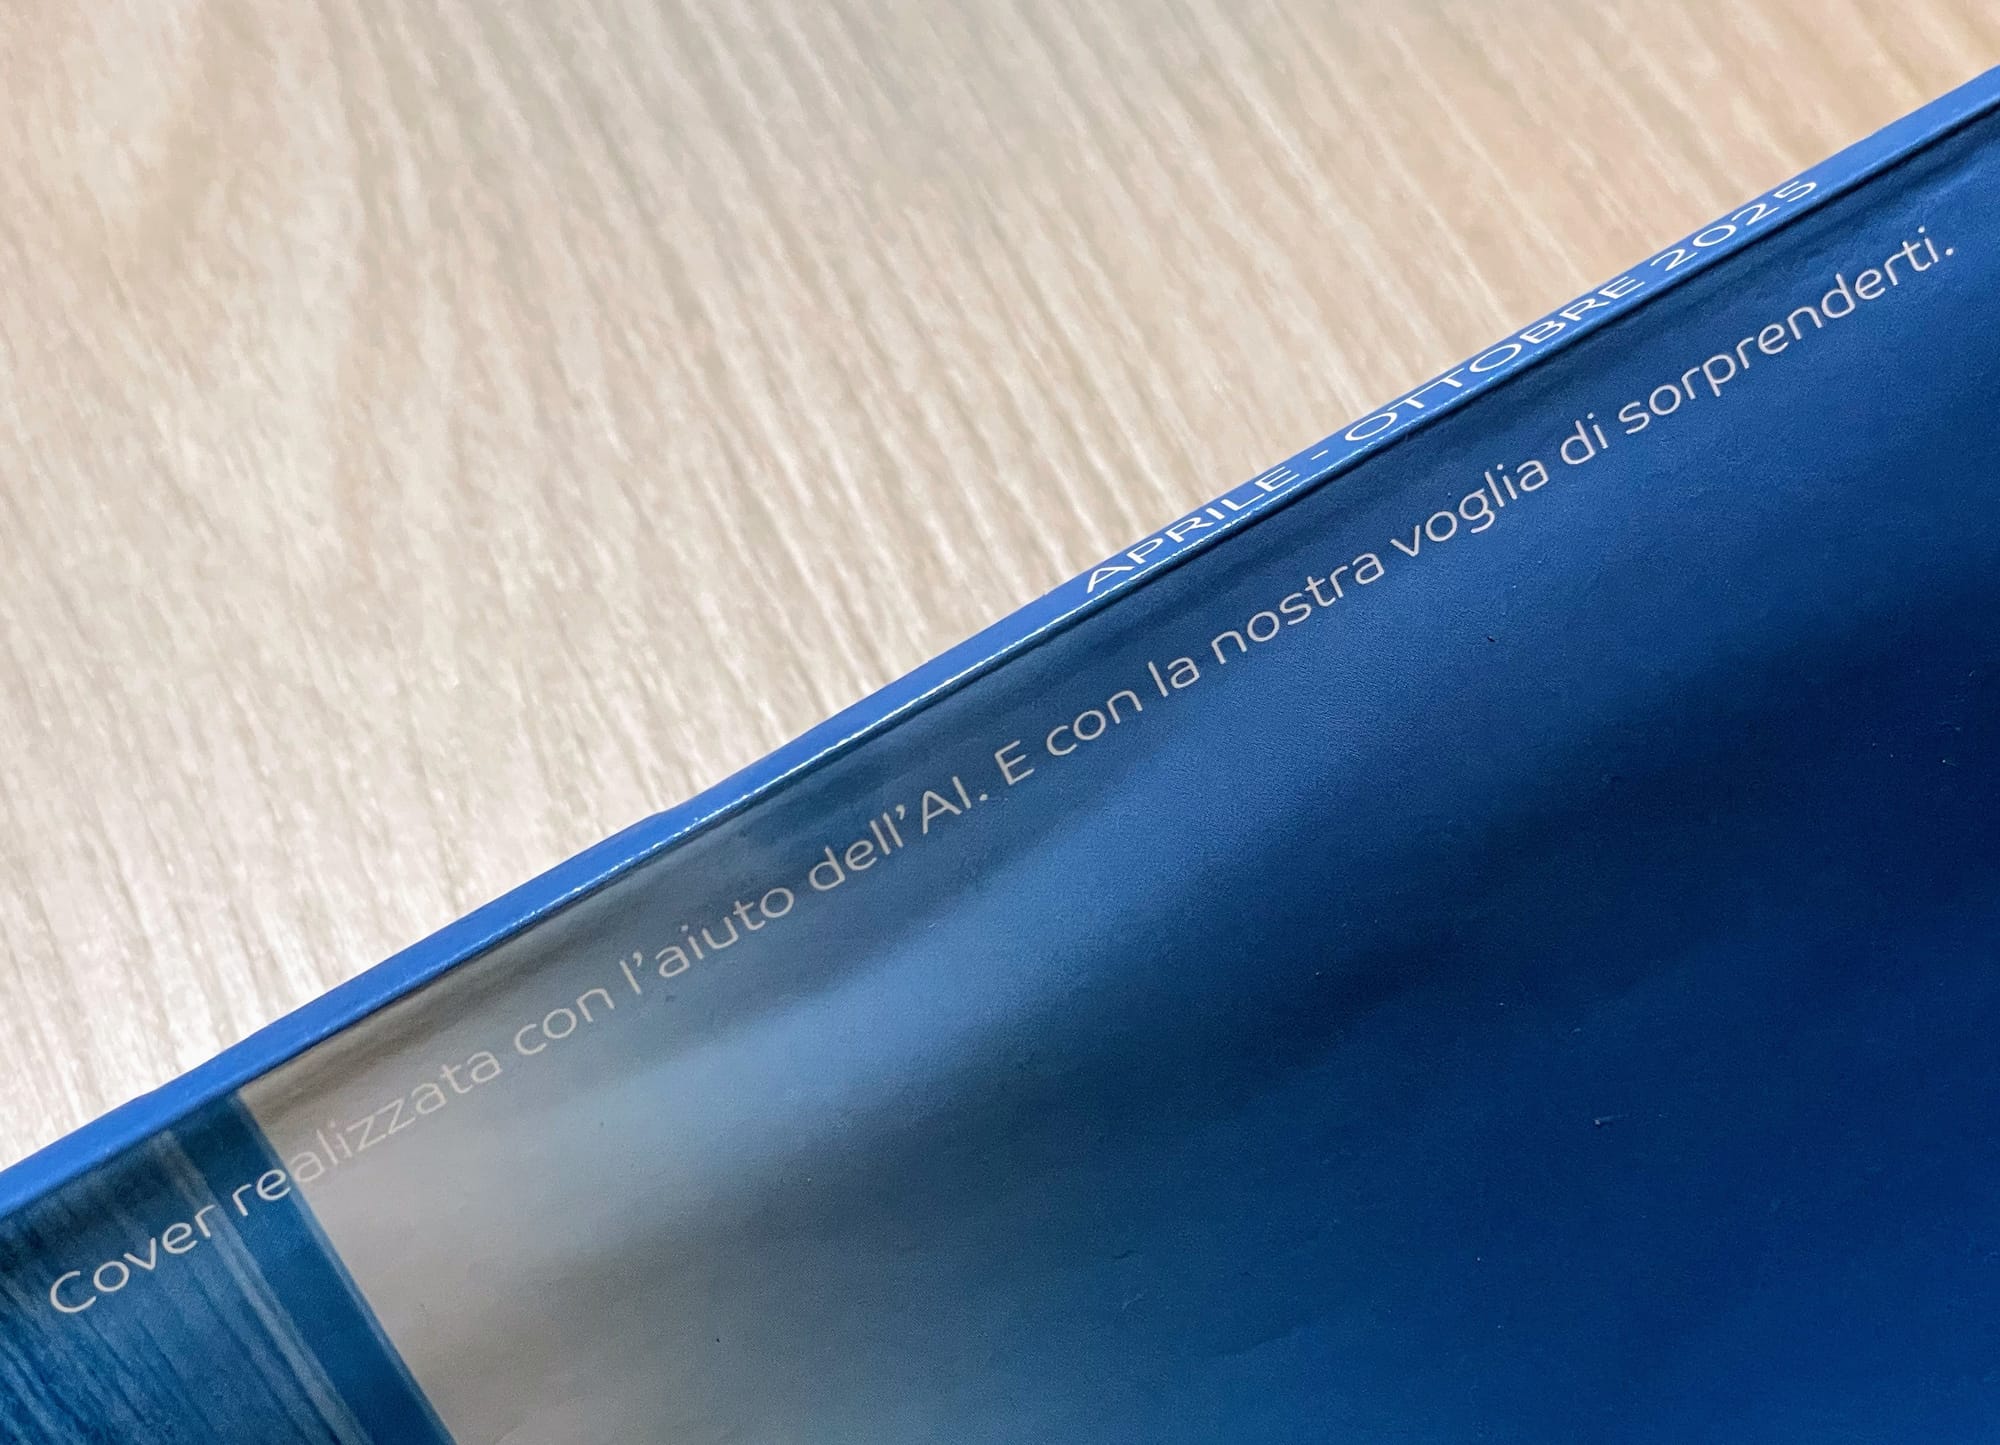 APRILE - OTTOBRE 2025
Cover realizzata con l'aiuto dell'AI. E con la nostra voglia di sorprenderti.